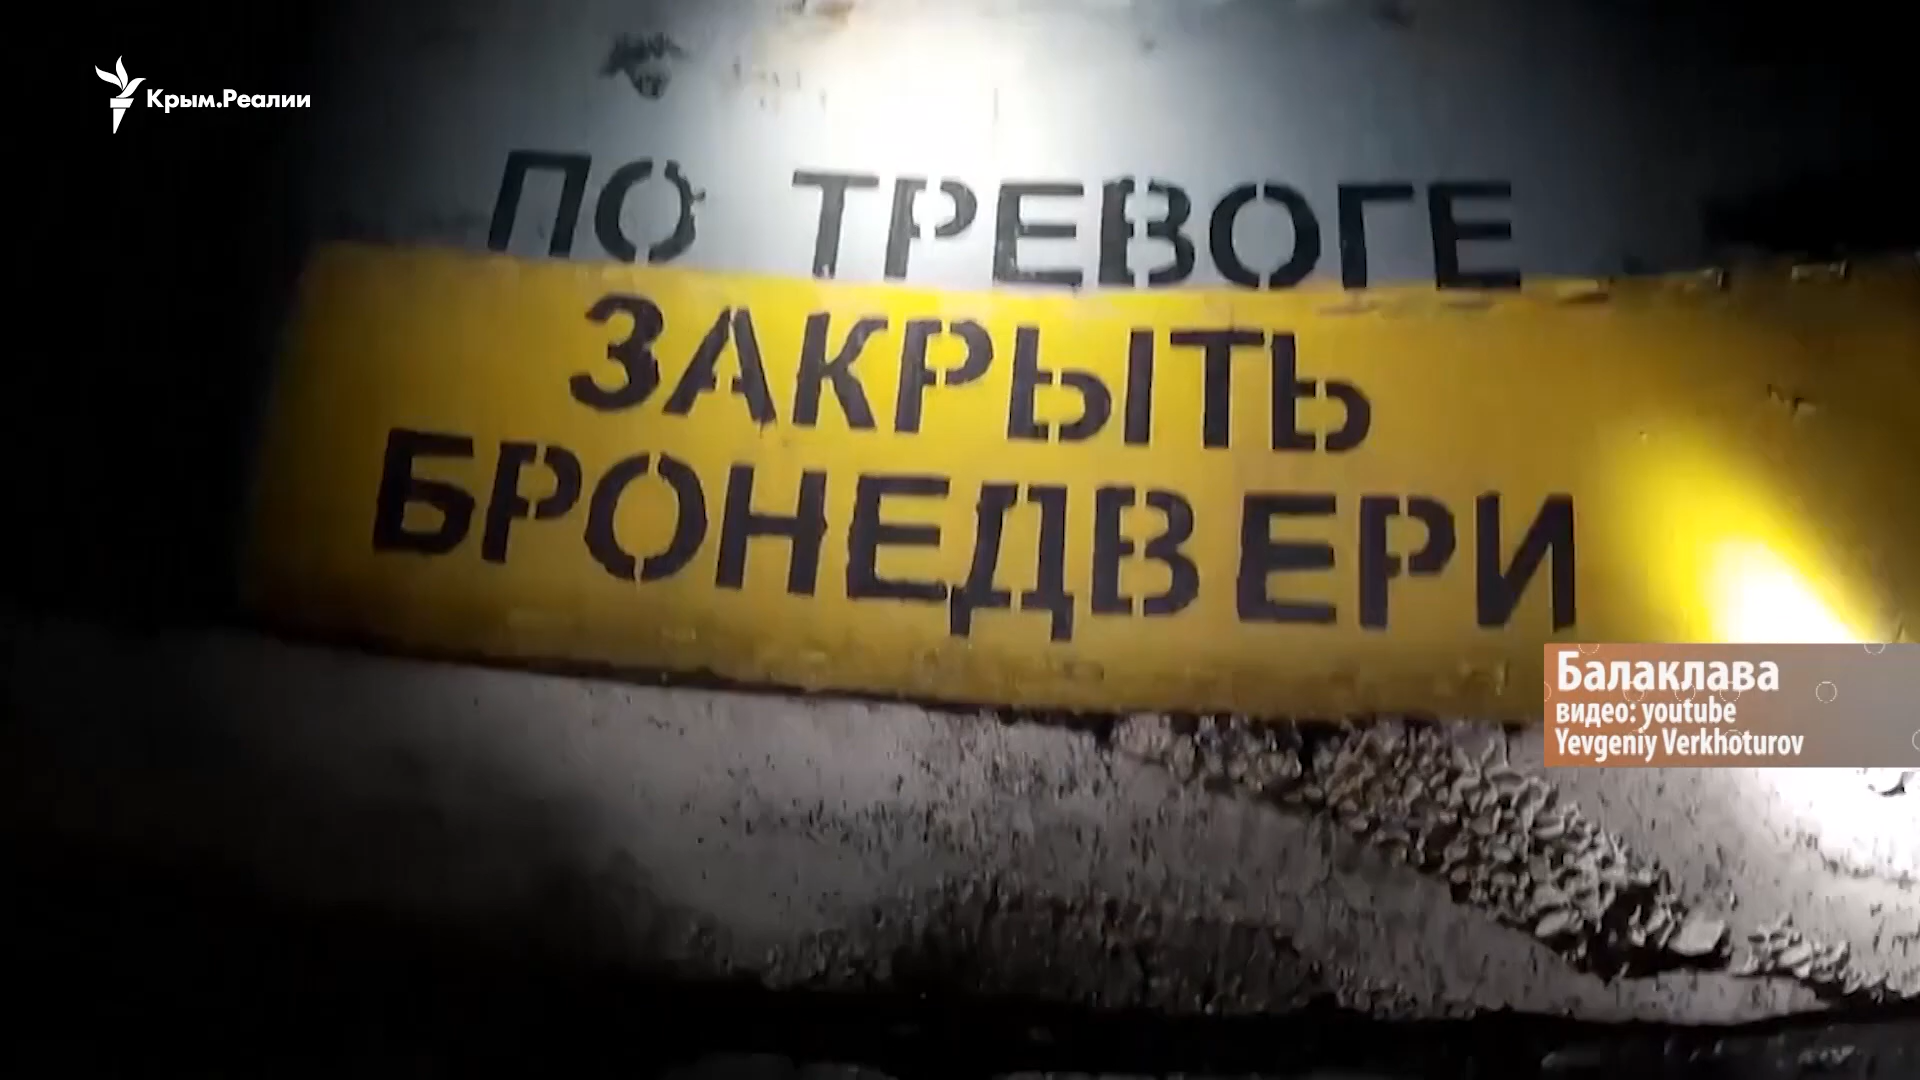 Крым.Реалии
ПО ТРЕВОГЕ
ЗАКРЫТЬ
БРОНЕДВЕРИ
Балаклава
видео: youtube
Yevgeniy Verkhoturov